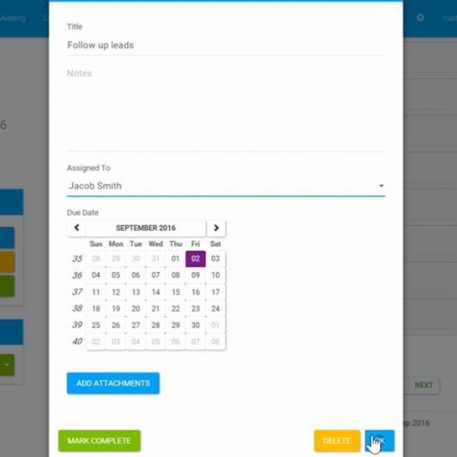 Meeting
6
Title
Follow up leads
Notes
Assigned To
Jacob Smith
Due Date
SEPTEMBER 2016
Sun Mon Tue Wed Thu Fri Sat
35 28 29 30 31 01 02 03
36 04 05 06 07 08 09 10
37 11 12 13 14 15 16 17
38 18 19 20 21 22 23 24
39 25 26 27 28 29 30 01
40 02 03 04 05 06 07 08
ADD ATTACHMENTS
NEXT
2016
MARK COMPLETE
DELETE
OK